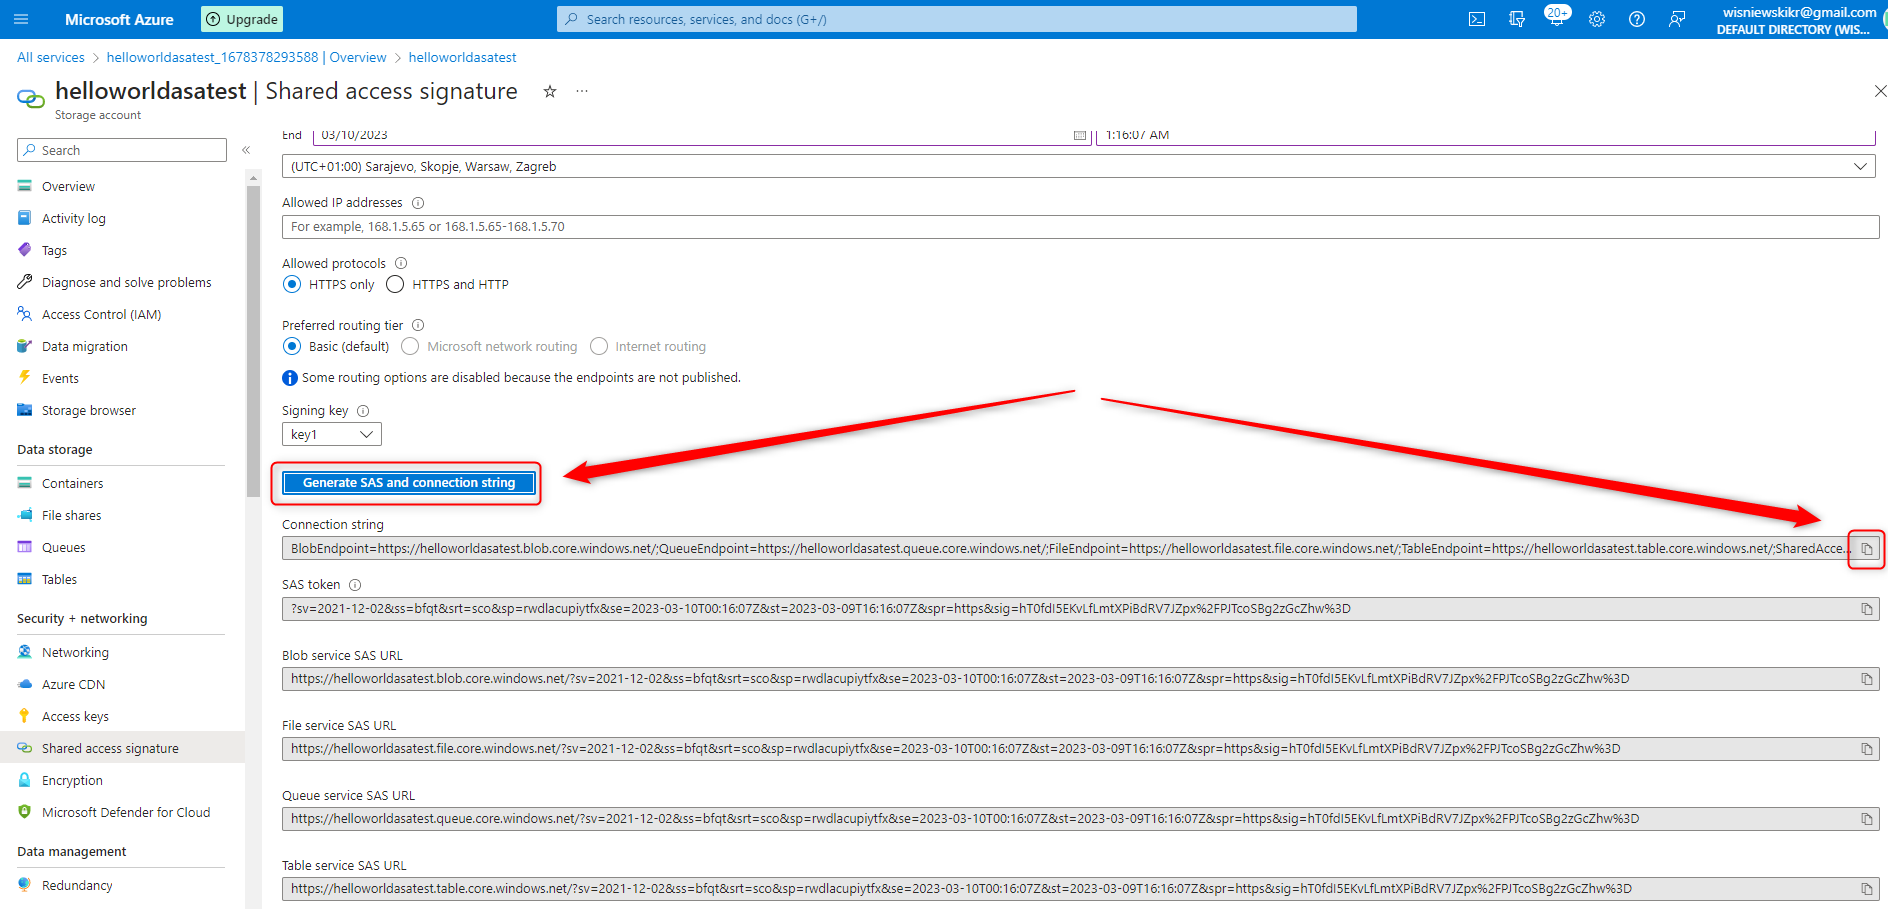 Microsoft Azure
Upgrade
Search resources, services, and docs (G+/)
20+
wisniewskikr@gmail.com
DEFAULT DIRECTORY (WIS...
All services > helloworldasatest_1678378293588 | Overview > helloworldasatest
helloworldasatest | Shared access signature
Storage account
Search
Overview
Activity log
Tags
Diagnose and solve problems
Access Control (IAM)
Data migration
Events
Storage browser
Data storage
Containers
File shares
Queues
Tables
Security + networking
Networking
Azure CDN
Access keys
Shared access signature
Encryption
Microsoft Defender for Cloud
Data management
Redundancy
End 03/10/2023 1:16:07 AM
(UTC+01:00) Sarajevo, Skopje, Warsaw, Zagreb
Allowed IP addresses
For example, 168.1.5.65 or 168.1.5.65-168.1.5.70
Allowed protocols
HTTPS only HTTPS and HTTP
Preferred routing tier
Basic (default) Microsoft network routing Internet routing
Some routing options are disabled because the endpoints are not published.
Signing key
key1
Generate SAS and connection string
Connection string
BlobEndpoint=https://helloworldasatest.blob.core.windows.net/;QueueEndpoint=https://helloworldasatest.queue.core.windows.net/;FileEndpoint=https://helloworldasatest.file.core.windows.net/;TableEndpoint=https://helloworldasatest.table.core.windows.net/;SharedAcce...
SAS token
?sv=2021-12-02&ss=bfqt&srt=sco&sp=rwdlacupiytfx&se=2023-03-10T00:16:07Z&st=2023-03-09T16:16:07Z&spr=https&sig=hT0fdI5EKvLfLmtXPiBdRV7JZpx%2FPJTcoSBg2zGcZhw%3D
Blob service SAS URL
https://helloworldasatest.blob.core.windows.net/?sv=2021-12-02&ss=bfqt&srt=sco&sp=rwdlacupiytfx&se=2023-03-10T00:16:07Z&st=2023-03-09T16:16:07Z&spr=https&sig=hT0fdI5EKvLfLmtXPiBdRV7JZpx%2FPJTcoSBg2zGcZhw%3D
File service SAS URL
https://helloworldasatest.file.core.windows.net/?sv=2021-12-02&ss=bfqt&srt=sco&sp=rwdlacupiytfx&se=2023-03-10T00:16:07Z&st=2023-03-09T16:16:07Z&spr=https&sig=hT0fdI5EKvLfLmtXPiBdRV7JZpx%2FPJTcoSBg2zGcZhw%3D
Queue service SAS URL
https://helloworldasatest.queue.core.windows.net/?sv=2021-12-02&ss=bfqt&srt=sco&sp=rwdlacupiytfx&se=2023-03-10T00:16:07Z&st=2023-03-09T16:16:07Z&spr=https&sig=hT0fdI5EKvLfLmtXPiBdRV7JZpx%2FPJTcoSBg2zGcZhw%3D
Table service SAS URL
https://helloworldasatest.table.core.windows.net/?sv=2021-12-02&ss=bfqt&srt=sco&sp=rwdlacupiytfx&se=2023-03-10T00:16:07Z&st=2023-03-09T16:16:07Z&spr=https&sig=hT0fdI5EKvLfLmtXPiBdRV7JZpx%2FPJTcoSBg2zGcZhw%3D